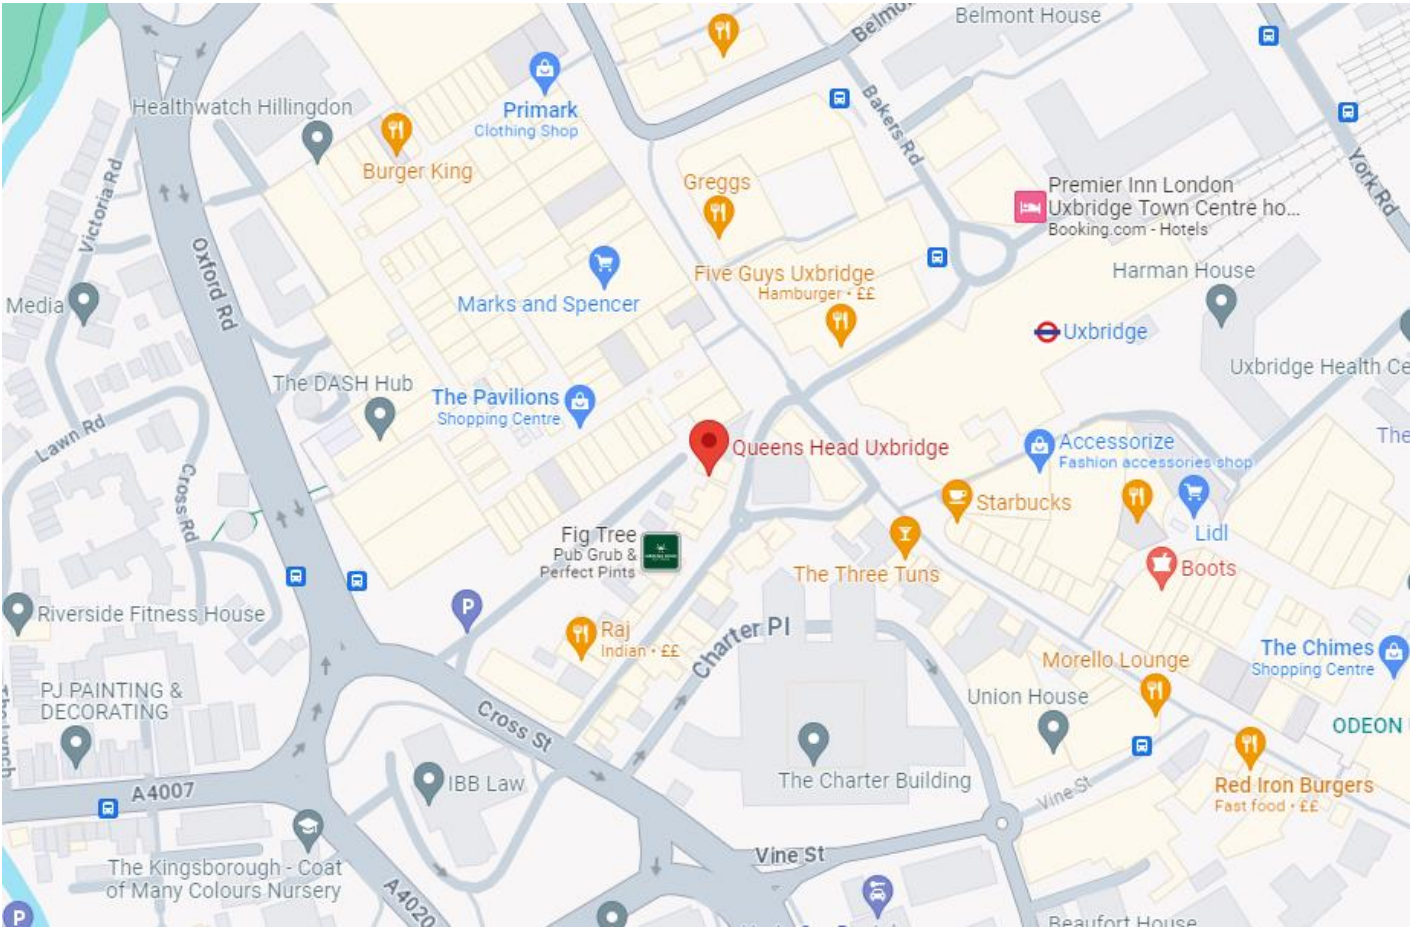 Belmont House
Belmo
Healthwatch Hillingdon
Primark
Clothing Shop
Bakers Rd
Burger King
Greggs
Premier Inn London
Uxbridge Town Centre ho...
Booking.com - Hotels
York Rd
Victoria Rd
Oxford Rd
Media
Marks and Spencer
Five Guys Uxbridge
Hamburger · ££
Harman House
Uxbridge
Uxbridge Health Ce
The DASH Hub
The Pavilions
Shopping Centre
Lawn Rd
Cross Rd
Queens Head Uxbridge
Accessorize
Fashion accessories shop
The
Starbucks
Lidl
Fig Tree
Pub Grub &
Perfect Pints
The Three Tuns
Boots
P
Riverside Fitness House
Raj
Indian · ££
Charter Pl
Morello Lounge
The Chimes
Shopping Centre
PJ PAINTING &
DECORATING
The Lynch
Cross St
Union House
ODEON
IBB Law
The Charter Building
Red Iron Burgers
Fast food · ££
A4007
Vine St
Vine St
The Kingsborough - Coat
of Many Colours Nursery
A4020
P
Beaufort House